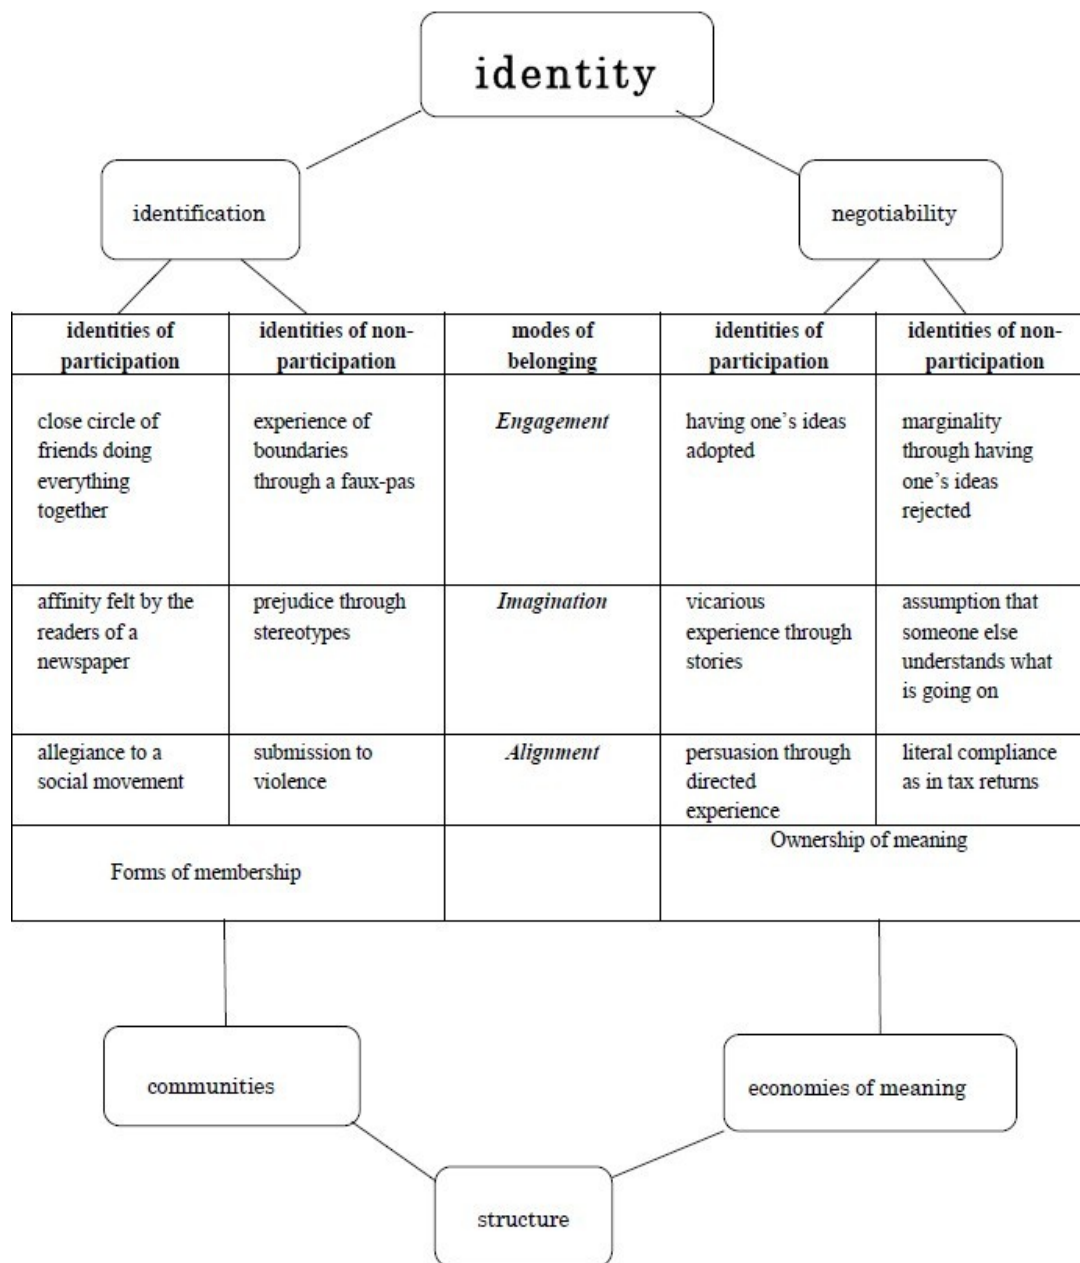 identity
identification
negotiability
identities of
participation
identities of non-
participation
modes of
belonging
identities of
participation
identities of non-
participation
close circle of
friends doing
everything
together
experience of
boundaries
through a faux-pas
Engagement
having one’s ideas
adopted
marginality
through having
one’s ideas
rejected
affinity felt by the
readers of a
newspaper
prejudice through
stereotypes
Imagination
vicarious
experience through
stories
assumption that
someone else
understands what
is going on
allegiance to a
social movement
submission to
violence
Alignment
persuasion through
directed
experience
literal compliance
as in tax returns
Forms of membership
Ownership of meaning
communities
economies of meaning
structure